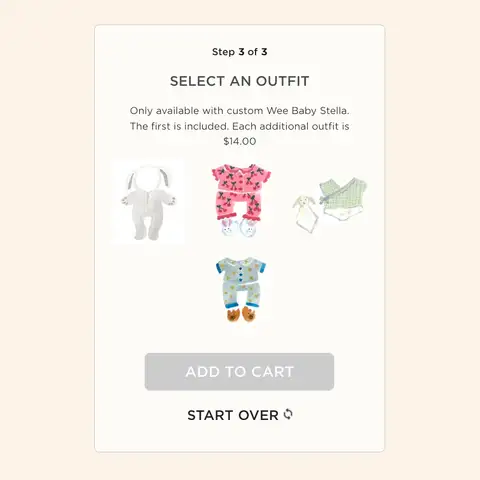 Step 3 of 3
SELECT AN OUTFIT
Only available with custom Wee Baby Stella.
The first is included. Each additional outfit is
$14.00
ADD TO CART
START OVER